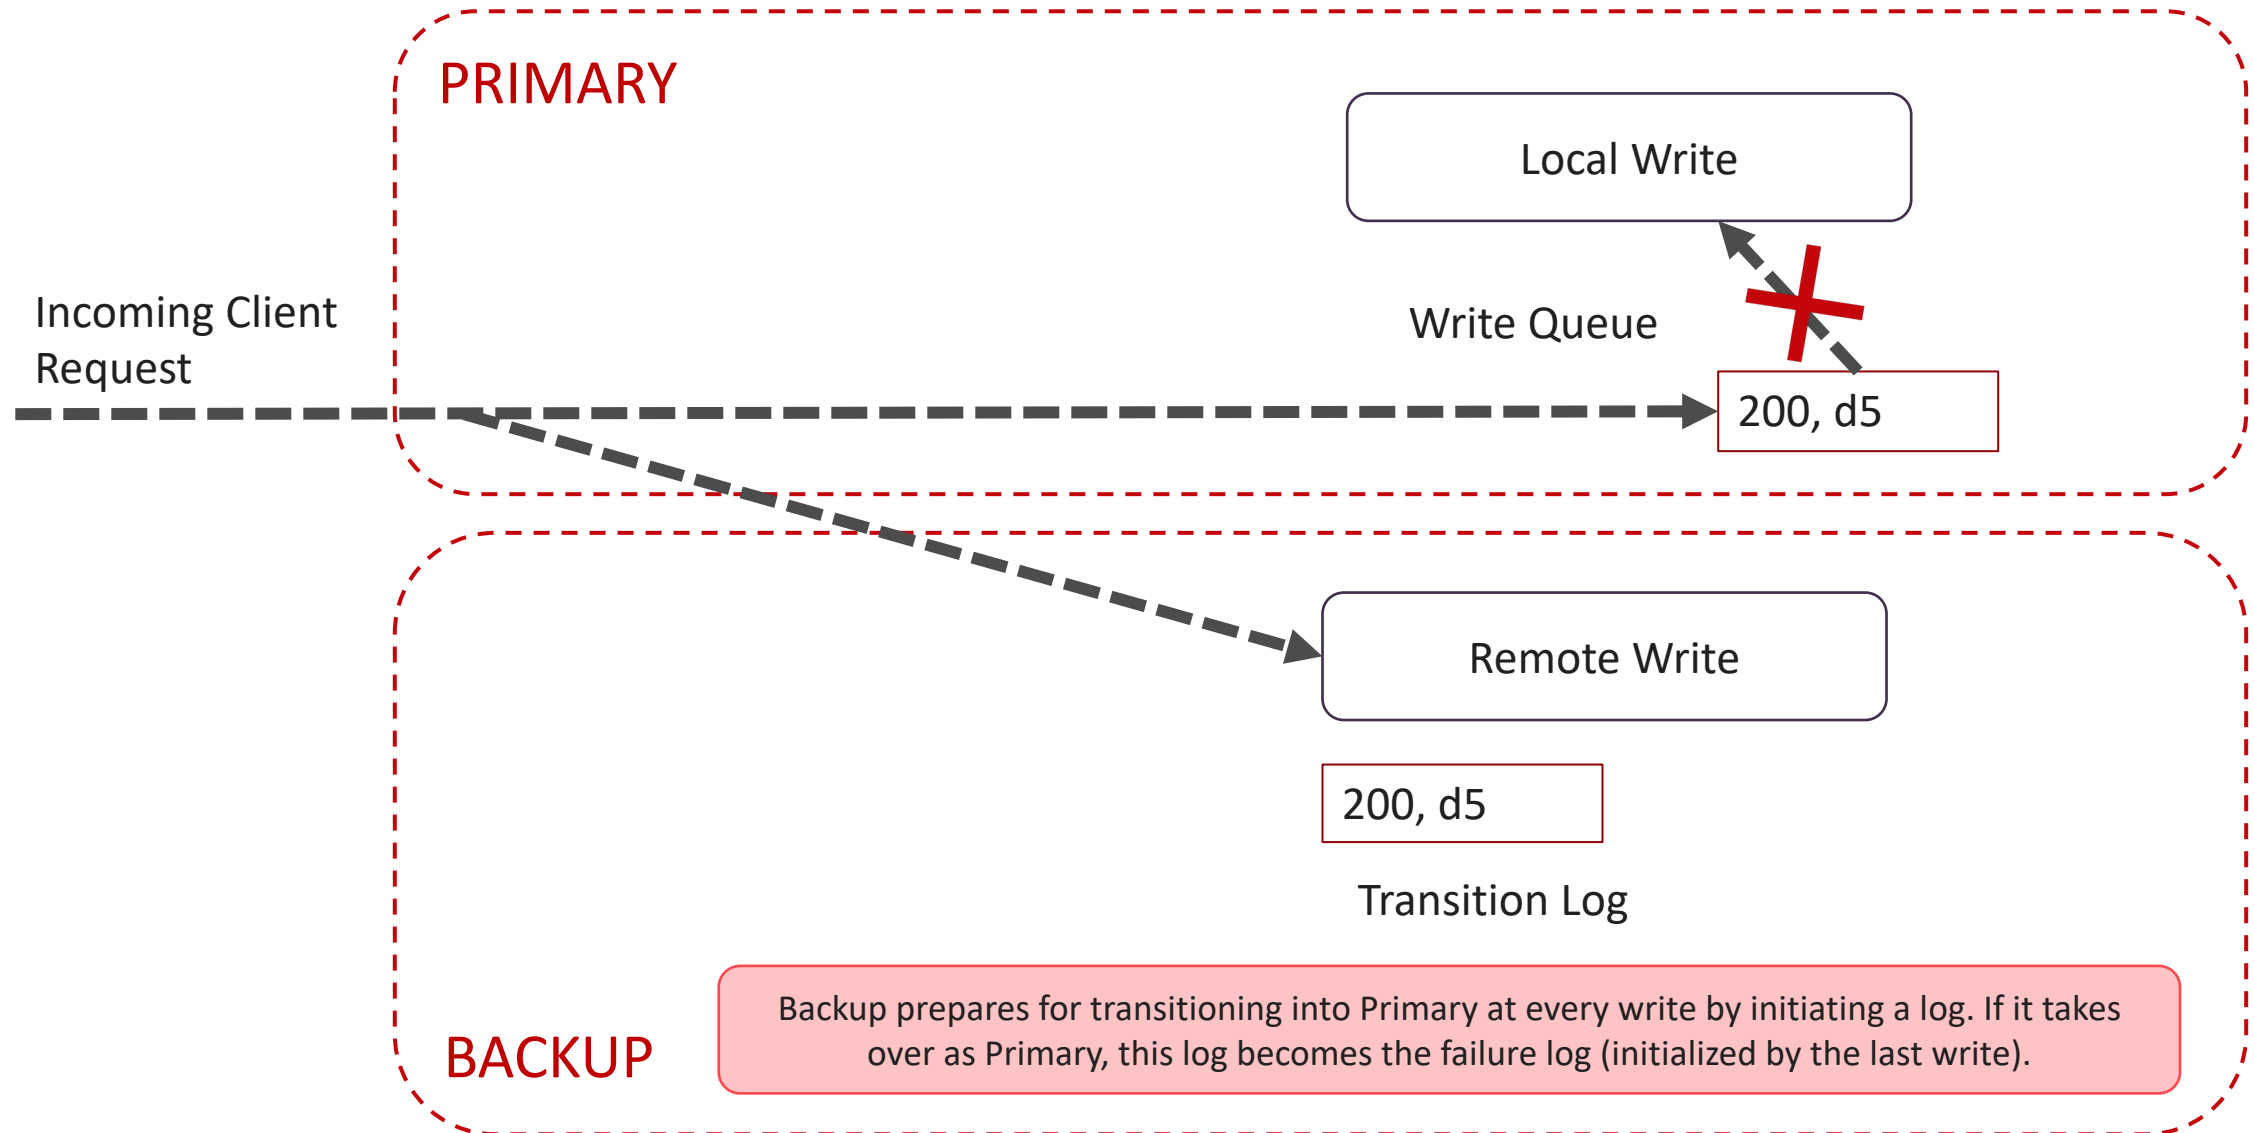 PRIMARY
Local Write
Incoming Client
Request
Write Queue
200, d5
Remote Write
200, d5
Transition Log
Backup prepares for transitioning into Primary at every write by initiating a log. If it takes
over as Primary, this log becomes the failure log (initialized by the last write).
BACKUP